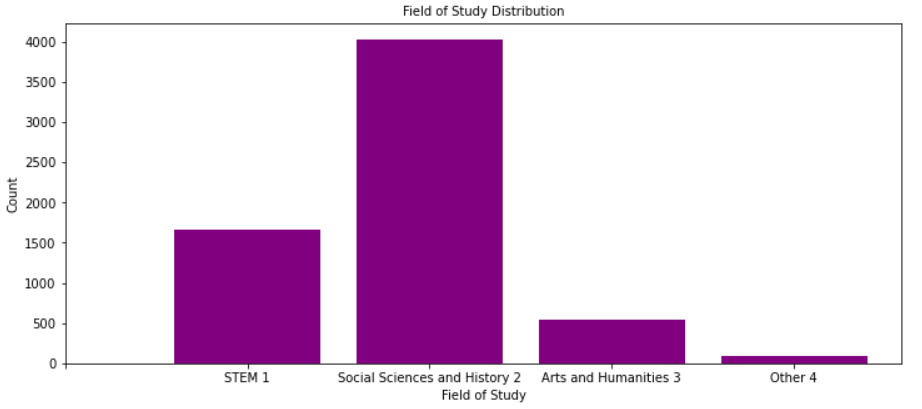 Field of Study Distribution
Count
4000
3500
3000
2500
2000
1500
1000
500
0
STEM 1 Social Sciences and History 2 Arts and Humanities 3 Other 4
Field of Study